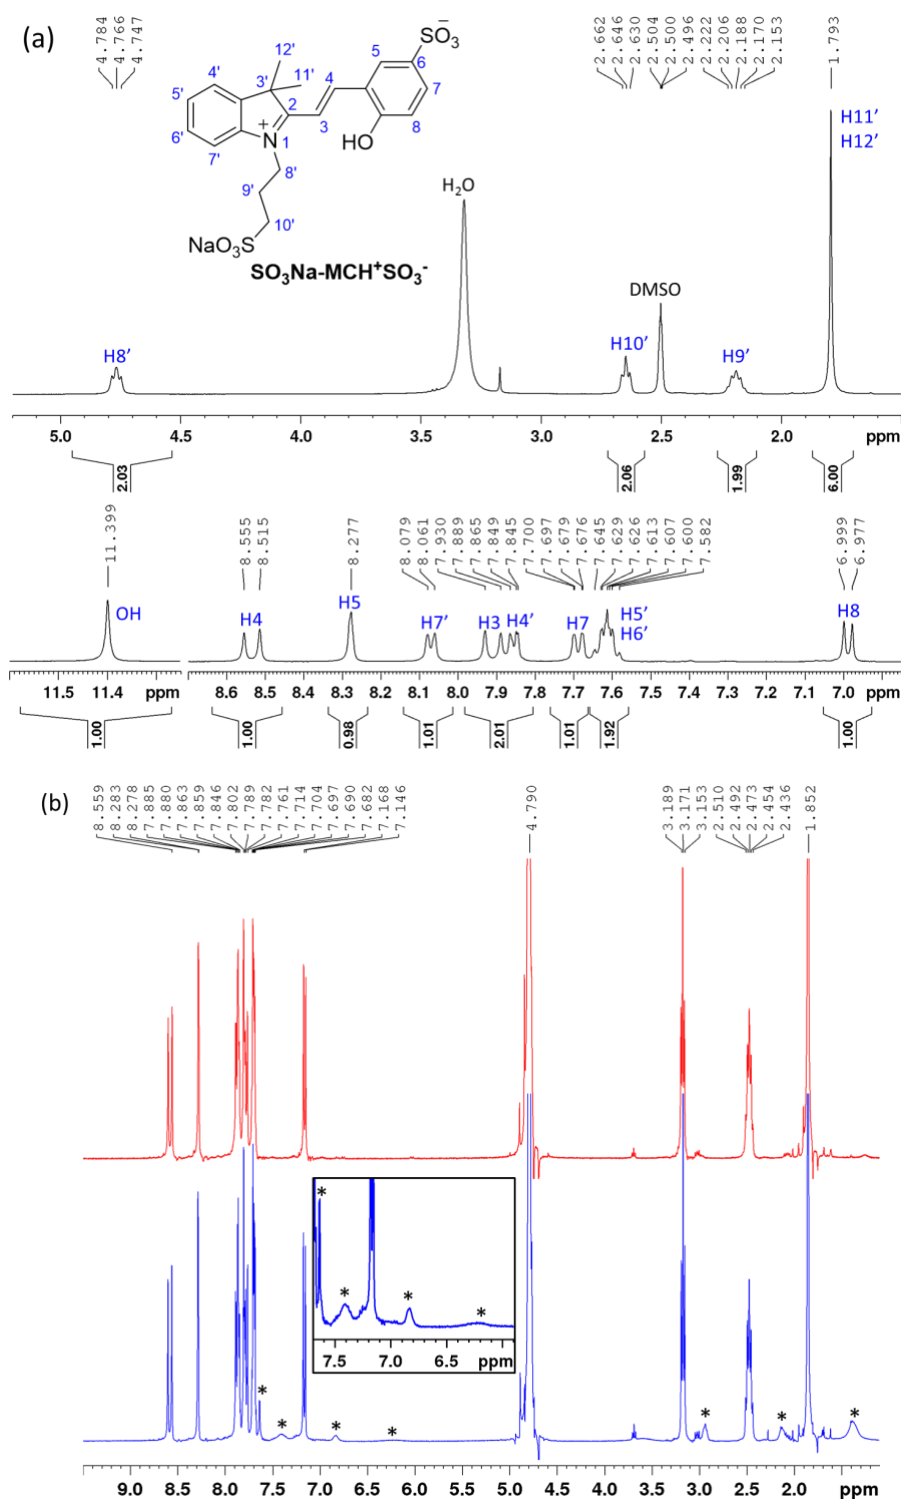 (a)
4.784
4.766
4.747
2.662
2.646
2.630
2.504
2.500
2.496
2.222
2.206
2.188
2.170
2.153
1.793
12'
11'
3'
4'
5'
6'
7'
2
1
N
+
3
4
5
6
7
8
SO₃⁻
HO
8'
9'
10'
NaO₃S
SO₃Na-MCH⁺SO₃⁻
H8'
H₂O
H10'
DMSO
H9'
H11'
H12'
5.0 4.5 4.0 3.5 3.0 2.5 2.0 ppm
2.03 2.06 1.99 6.00
11.399
8.555
8.515
8.277
8.079
8.061
7.930
7.889
7.865
7.849
7.845
7.700
7.697
7.679
7.676
7.645
7.629
7.626
7.613
7.607
7.600
7.582
6.999
6.977
OH
H4
H5
H7'
H3
H4'
H7
H5'
H6'
H8
11.5 11.4 ppm
8.6 8.5 8.4 8.3 8.2 8.1 8.0 7.9 7.8 7.7 7.6 7.5 7.4 7.3 7.2 7.1 7.0 ppm
1.00 1.00 0.98 1.01 2.01 1.01 1.92 1.00
(b)
8.559
8.283
8.278
7.885
7.880
7.863
7.859
7.846
7.802
7.789
7.782
7.761
7.714
7.704
7.697
7.690
7.682
7.168
7.146
4.790
3.189
3.171
3.153
2.510
2.492
2.473
2.454
2.436
1.852
* * * *
7.5 7.0 6.5 ppm
* * * * * * *
9.0 8.5 8.0 7.5 7.0 6.5 6.0 5.5 5.0 4.5 4.0 3.5 3.0 2.5 2.0 ppm